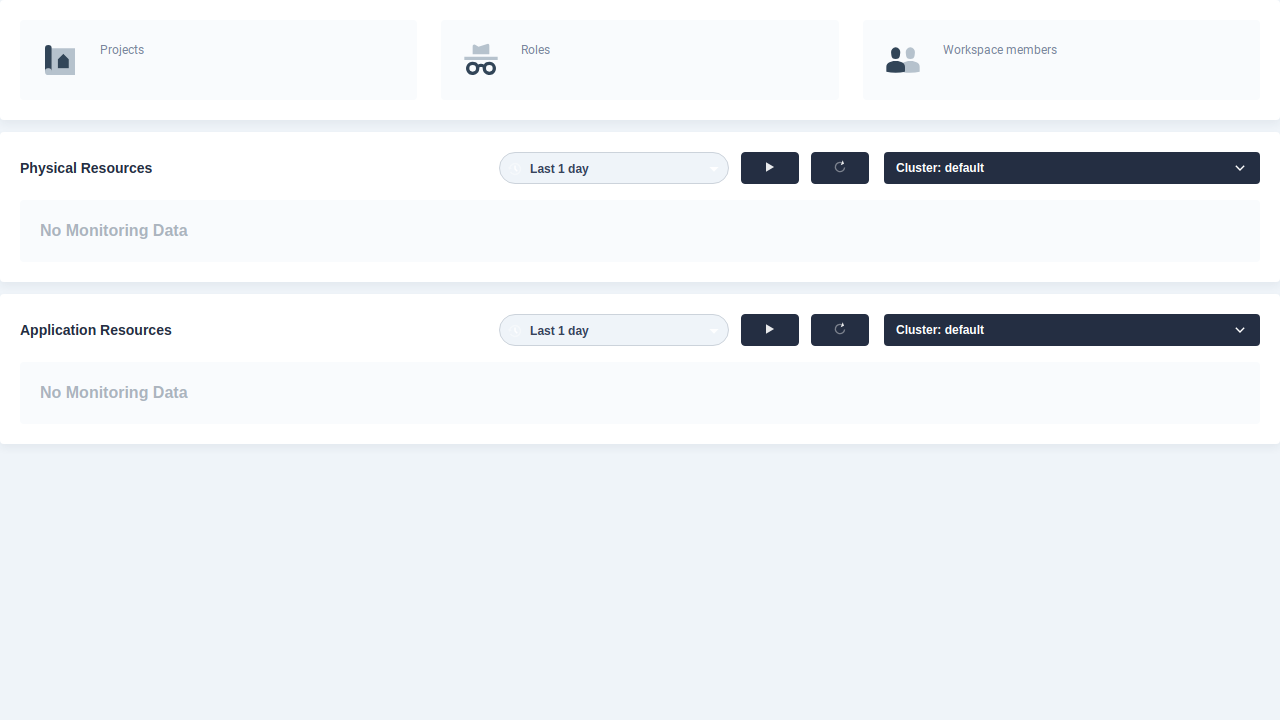 Projects
Roles
Workspace members
Physical Resources
Last 1 day
Cluster: default
No Monitoring Data
Application Resources
Last 1 day
Cluster: default
No Monitoring Data